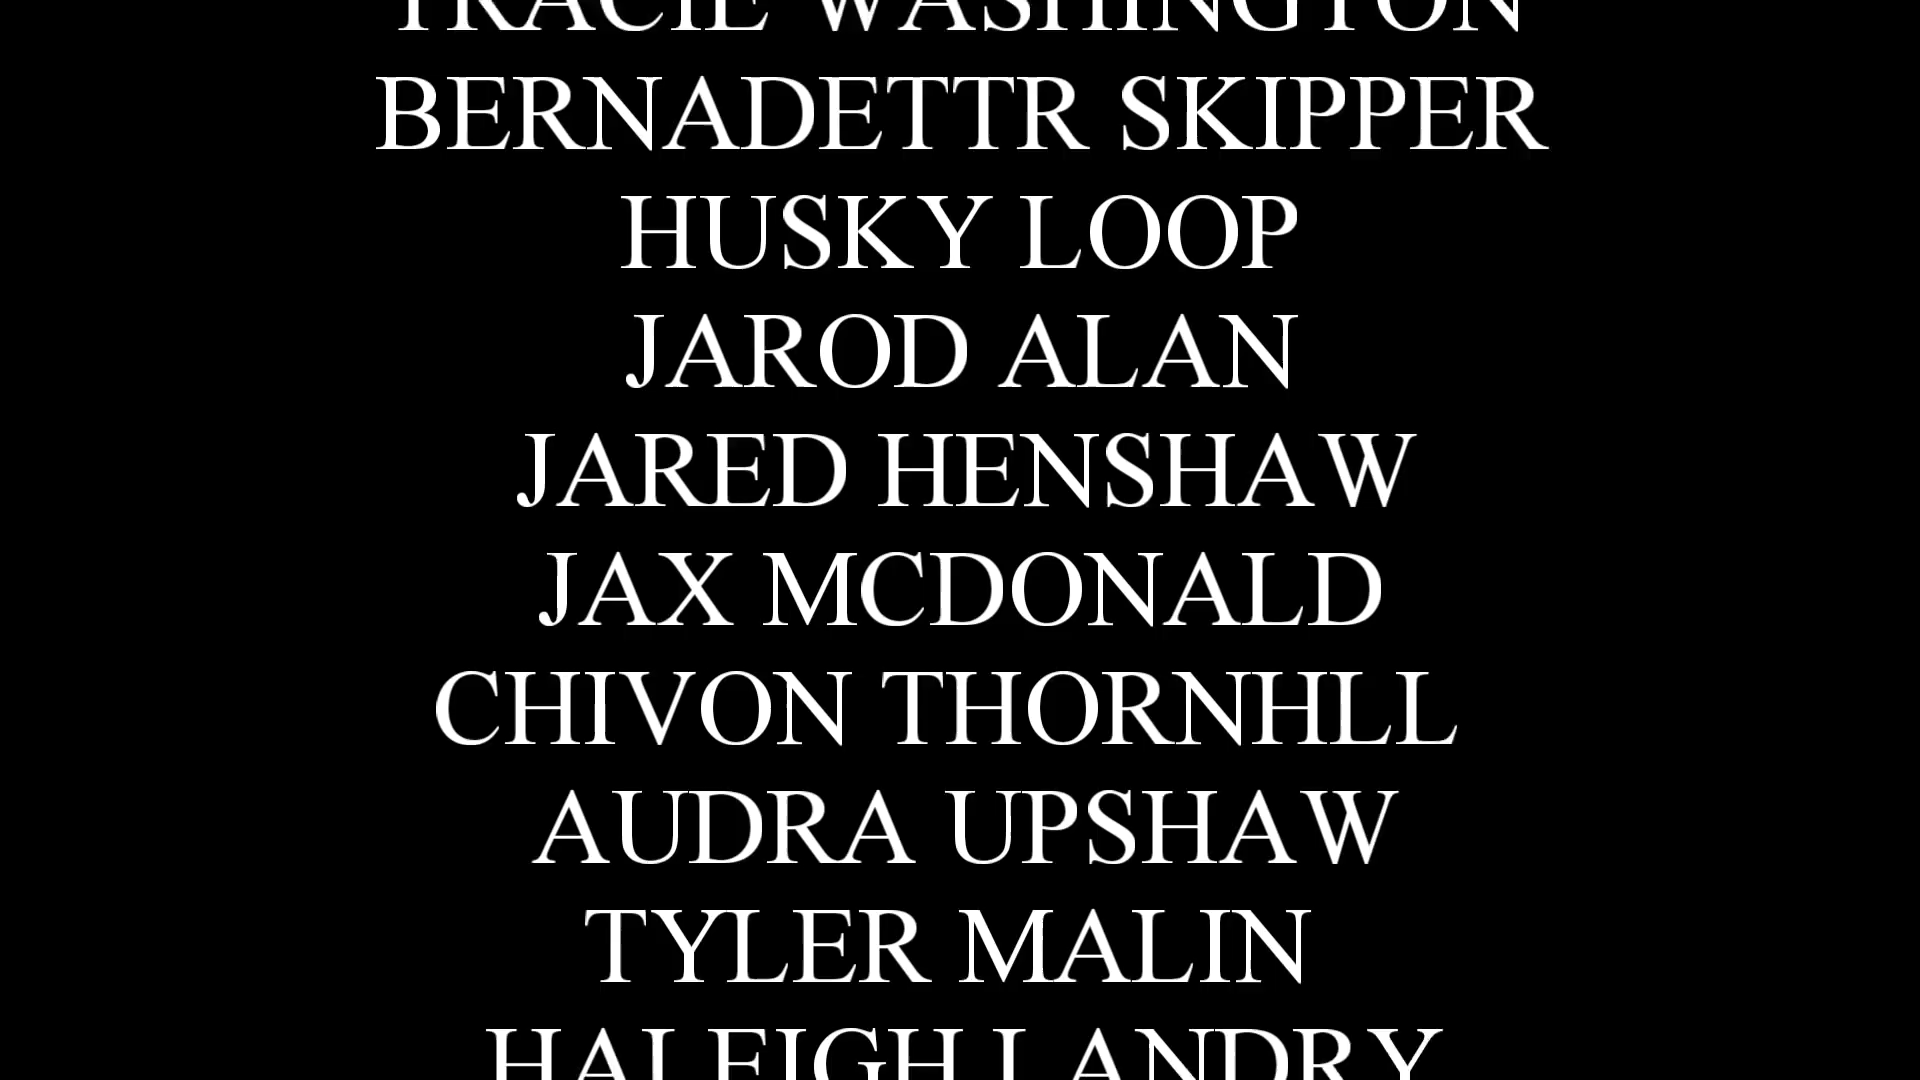 TRACIE WASHINGTON
BERNADETTR SKIPPER
HUSKY LOOP
JAROD ALAN
JARED HENSHAW
JAX MCDONALD
CHIVON THORNHLL
AUDRA UPSHAW
TYLER MALIN
HALEIGH LANDRY